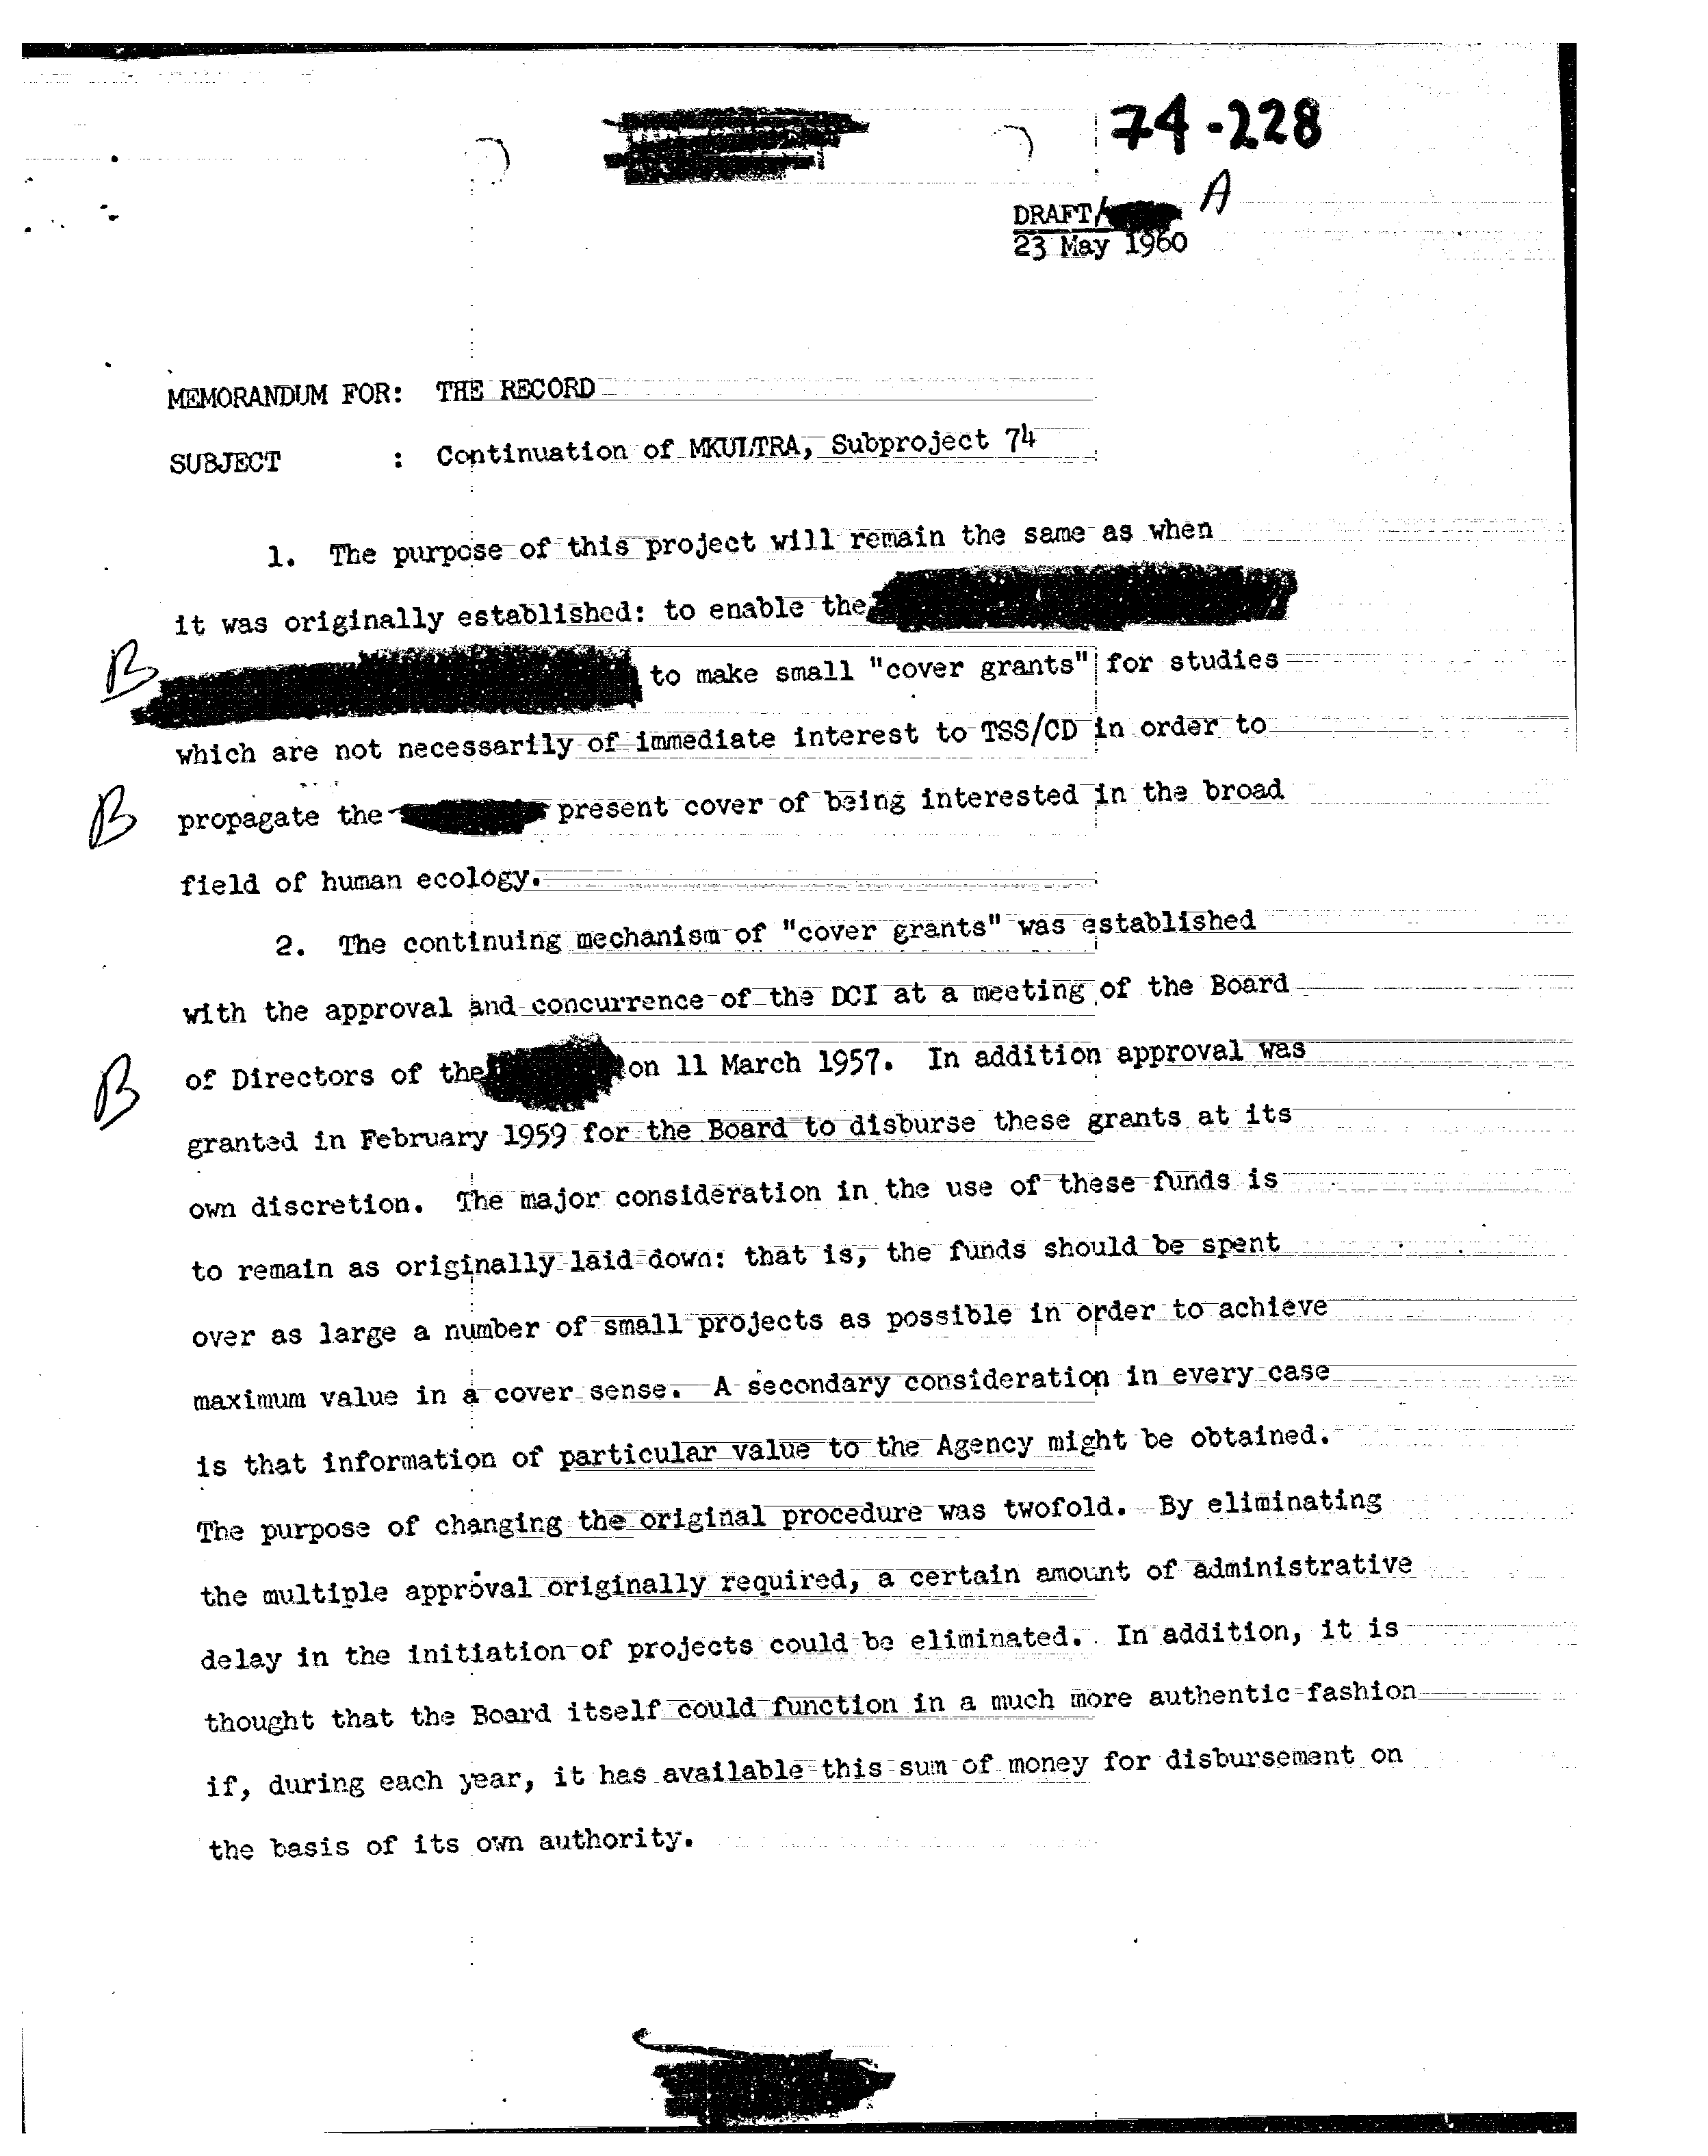 74-228
A
DRAFT/
23 May 1960
MEMORANDUM FOR: THE RECORD
SUBJECT : Continuation of MKULTRA, Subproject 74
1. The purpose of this project will remain the same as when
it was originally established: to enable the
B to make small "cover grants" for studies
which are not necessarily of immediate interest to TSS/CD in order to
B propagate the present cover of being interested in the broad
field of human ecology.
2. The continuing mechanism of "cover grants" was established
with the approval and concurrence of the DCI at a meeting of the Board
B of Directors of the on 11 March 1957. In addition approval was
granted in February 1959 for the Board to disburse these grants at its
own discretion. The major consideration in the use of these funds is
to remain as originally laid down: that is, the funds should be spent
over as large a number of small projects as possible in order to achieve
maximum value in a cover sense. A secondary consideration in every case
is that information of particular value to the Agency might be obtained.
The purpose of changing the original procedure was twofold. By eliminating
the multiple approval originally required, a certain amount of administrative
delay in the initiation of projects could be eliminated. In addition, it is
thought that the Board itself could function in a much more authentic fashion
if, during each year, it has available this sum of money for disbursement on
the basis of its own authority.